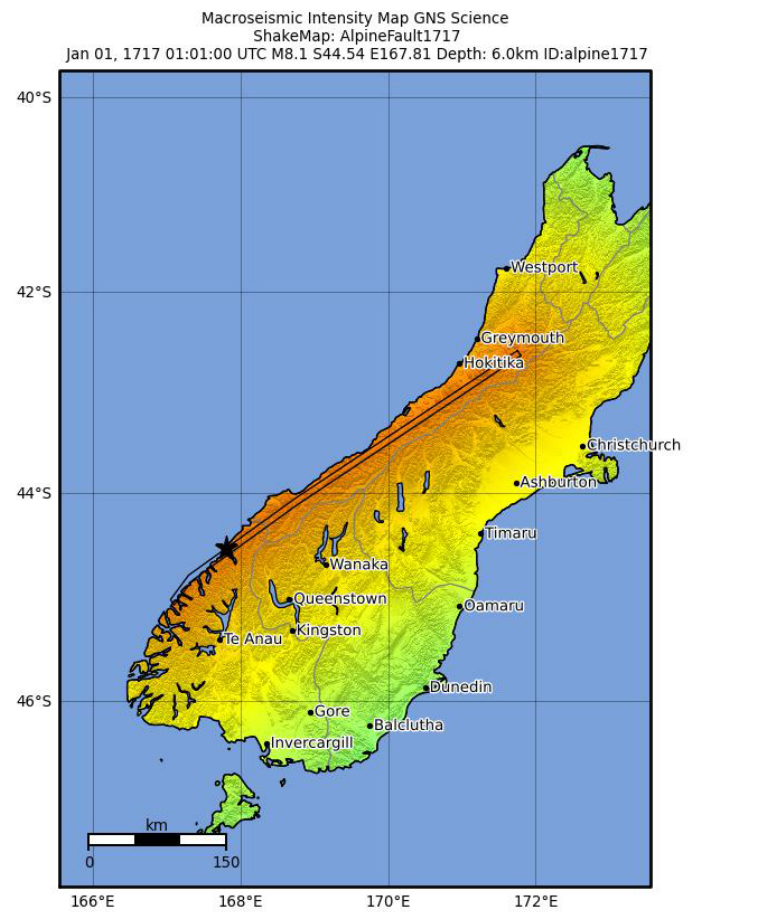 Macroseismic Intensity Map GNS Science
ShakeMap: AlpineFault1717
Jan 01, 1717 01:01:00 UTC M8.1 S44.54 E167.81 Depth: 6.0km ID:alpine1717
40°S
Westport
42°S
Greymouth
Hokitika
Christchurch
Ashburton
44°S
Timaru
Wanaka
Queenstown
Oamaru
Kingston
Te Anau
Dunedin
46°S
Gore
Balclutha
Invercargill
km
0 150
166°E 168°E 170°E 172°E